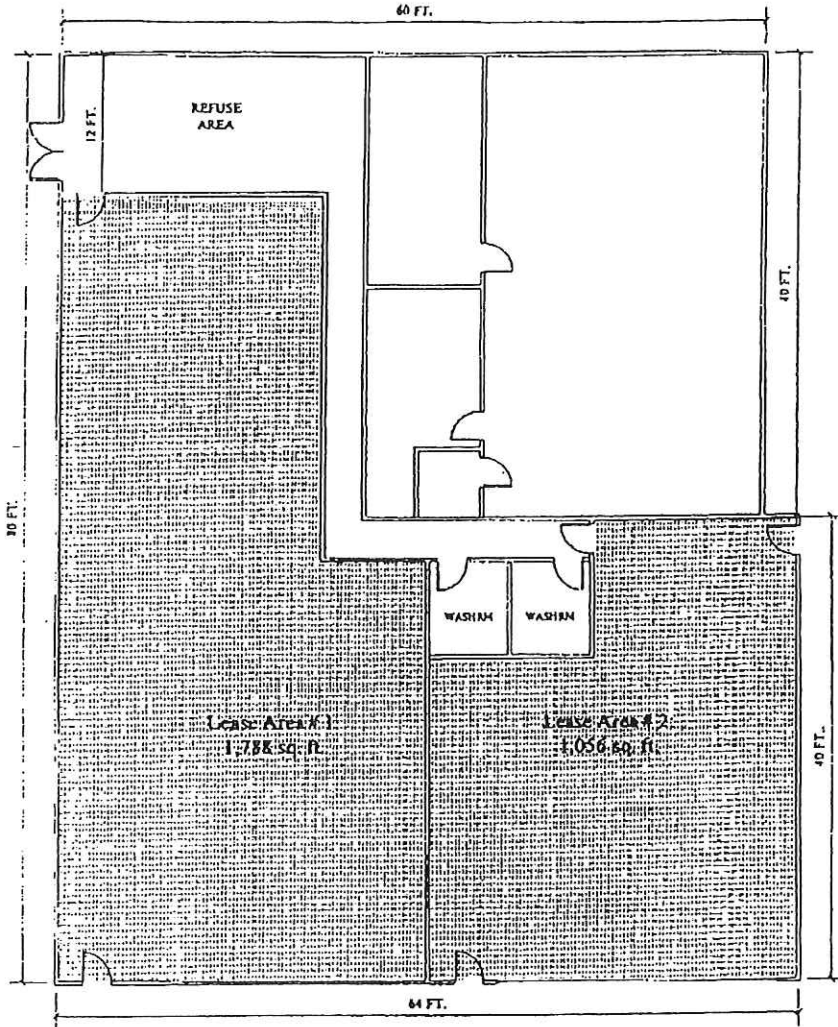 60 FT.
REFUSE
AREA
12 FT.
40 FT.
80 FT.
WASHRM
WASHRM
Lease Area # 1
1,788 sq. ft.
Lease Area # 2
1,056 sq. ft.
40 FT.
64 FT.